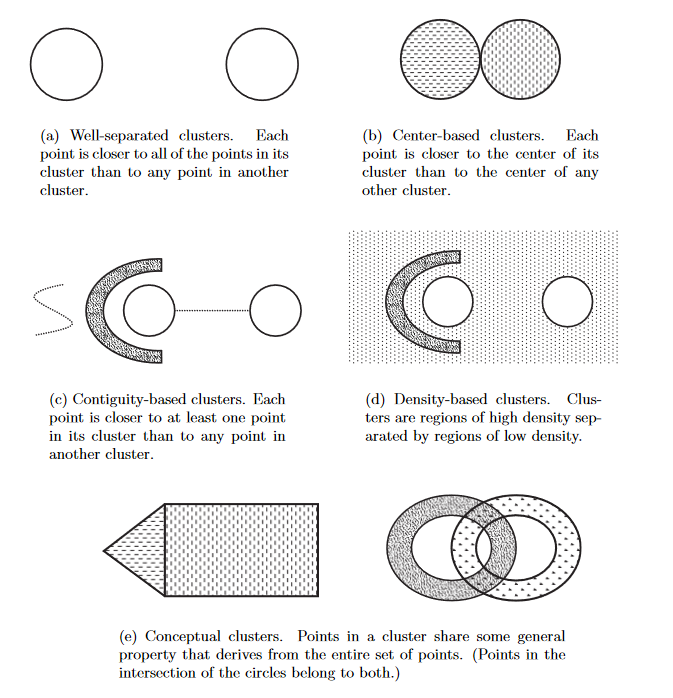 (a) Well-separated clusters. Each
point is closer to all of the points in its
cluster than to any point in another
cluster.
(b) Center-based clusters. Each
point is closer to the center of its
cluster than to the center of any
other cluster.
(c) Contiguity-based clusters. Each
point is closer to at least one point
in its cluster than to any point in
another cluster.
(d) Density-based clusters. Clus-
ters are regions of high density sep-
arated by regions of low density.
(e) Conceptual clusters. Points in a cluster share some general
property that derives from the entire set of points. (Points in the
intersection of the circles belong to both.)